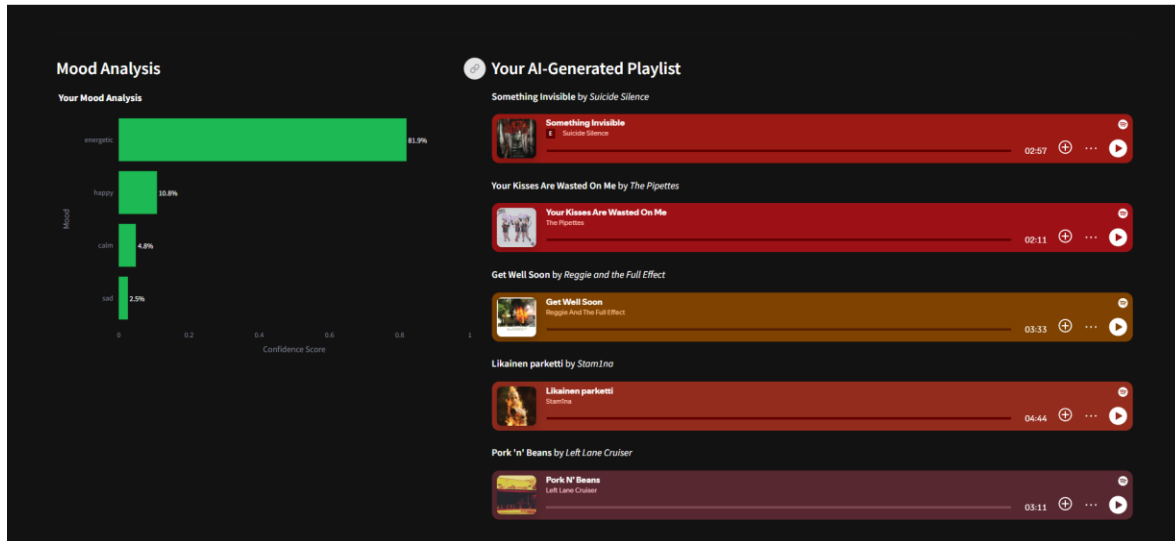 Mood Analysis
Your Mood Analysis
energetic
81.9%
happy
10.8%
calm
4.8%
sad
2.5%
Mood
0
0.2
0.4
0.6
0.8
1
Confidence Score
Your AI-Generated Playlist
Something Invisible by Suicide Silence
Something Invisible
E Suicide Silence
02:57
Your Kisses Are Wasted On Me by The Pipettes
Your Kisses Are Wasted On Me
The Pipettes
02:11
Get Well Soon by Reggie and the Full Effect
Get Well Soon
Reggie And The Full Effect
03:33
Likainen parketti by Stam1na
Likainen parketti
Stam1na
04:44
Pork 'n' Beans by Left Lane Cruiser
Pork N' Beans
Left Lane Cruiser
03:11